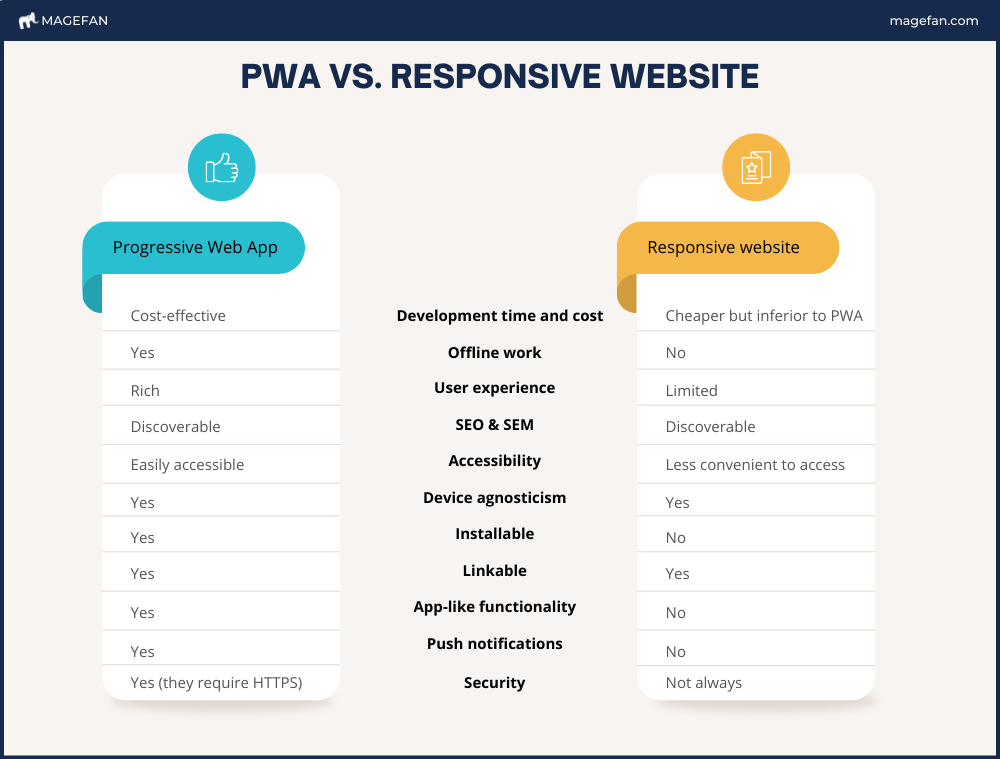 MAGEFAN
magefan.com
PWA VS. RESPONSIVE WEBSITE
Progressive Web App
Responsive website
Cost-effective
Development time and cost
Cheaper but inferior to PWA
Yes
Offline work
No
Rich
User experience
Limited
Discoverable
SEO & SEM
Discoverable
Easily accessible
Accessibility
Less convenient to access
Yes
Device agnosticism
Yes
Yes
Installable
No
Yes
Linkable
Yes
Yes
App-like functionality
No
Yes
Push notifications
No
Yes (they require HTTPS)
Security
Not always